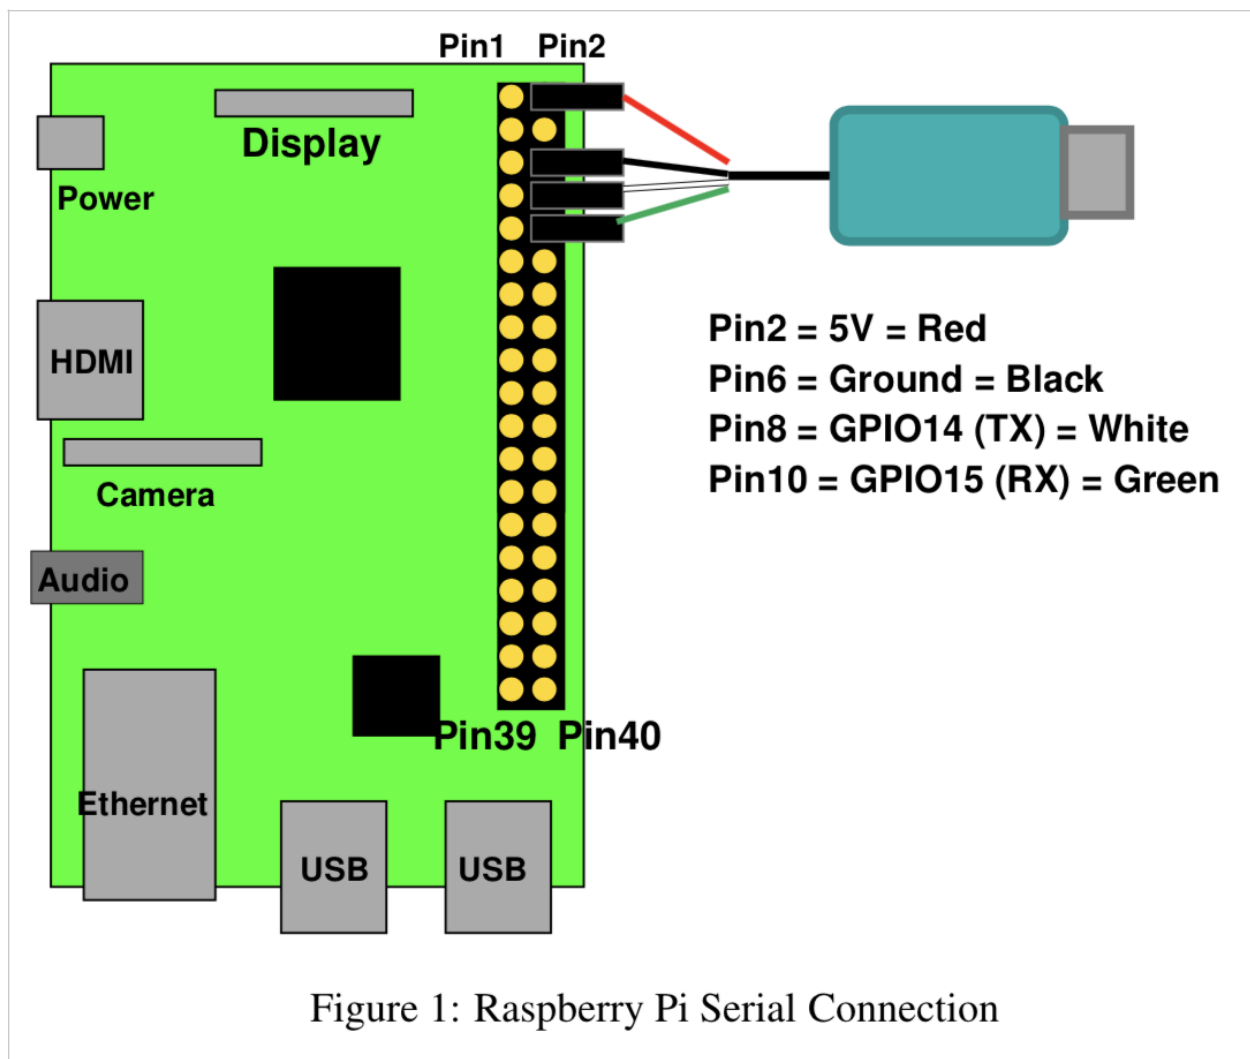 Pin1 Pin2
Display
Power
HDMI
Pin2 = 5V = Red
Pin6 = Ground = Black
Pin8 = GPIO14 (TX) = White
Pin10 = GPIO15 (RX) = Green
Camera
Audio
Pin39 Pin40
Ethernet
USB USB
Figure 1: Raspberry Pi Serial Connection